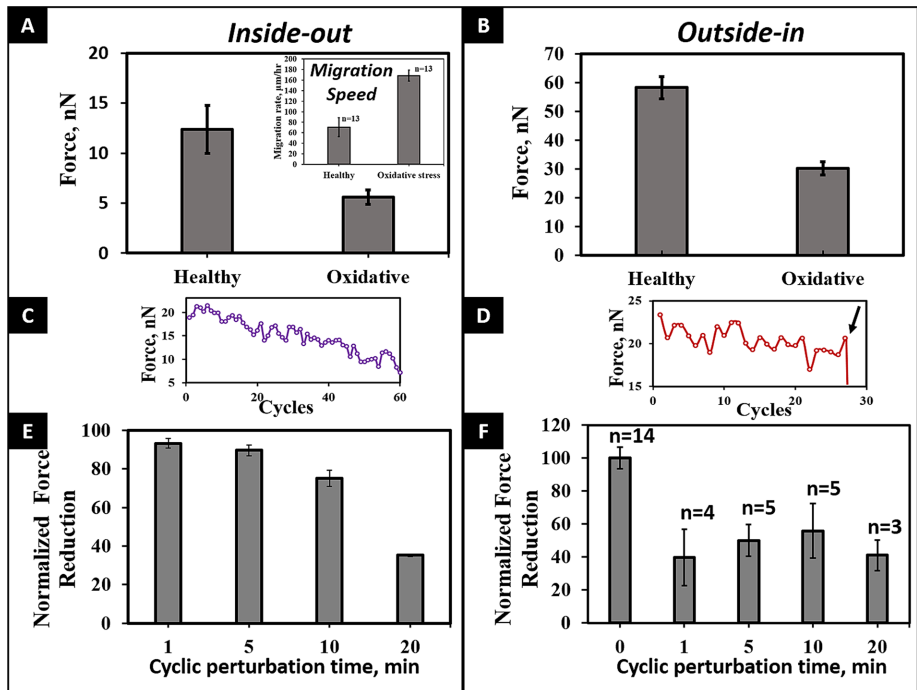 A
Inside-out
20
15
10
5
0
Force, nN
Healthy
Oxidative
Migration
Speed
n=13
n=13
180
160
140
120
100
80
60
40
20
0
Migration rate, μm/hr
Healthy
Oxidative stress
200
B
Outside-in
70
60
50
40
30
20
10
0
Force, nN
Healthy
Oxidative
C
Force, nN
20
15
10
5
0
20
40
60
Cycles
D
Force, nN
25
20
15
0
10
20
30
Cycles
E
Normalized Force
Reduction
100
80
60
40
20
0
1
5
10
20
Cyclic perturbation time, min
F
Normalized Force
Reduction
120
100
80
60
40
20
0
n=14
n=4
n=5
n=5
n=3
0
1
5
10
20
Cyclic perturbation time, min